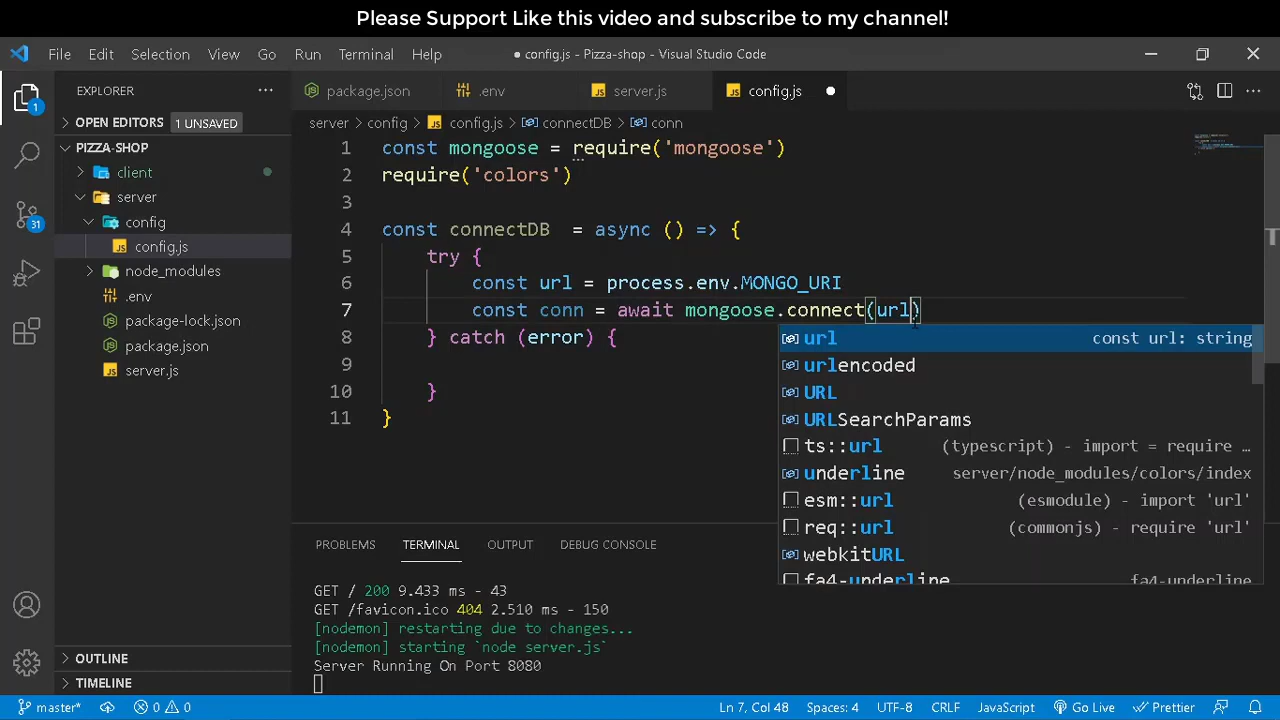 Please Support Like this video and subscribe to my channel!
File Edit Selection View Go Run Terminal Help
● config.js - Pizza-shop - Visual Studio Code
EXPLORER
package.json
.env
server.js
config.js
OPEN EDITORS 1 UNSAVED
server > config > config.js > connectDB > conn
PIZZA-SHOP
client
server
config
config.js
node_modules
.env
package-lock.json
package.json
server.js
OUTLINE
TIMELINE
1
31
1 const mongoose = require('mongoose')
2 require('colors')
3
4 const connectDB = async () => {
5 try {
6 const url = process.env.MONGO_URI
7 const conn = await mongoose.connect(url)
8 } catch (error) {
9
10 }
11 }
url const url: string
urlencoded
URL
URLSearchParams
ts::url (typescript) - import = require …
underline server/node_modules/colors/index
esm::url (esmodule) - import 'url'
req::url (commonjs) - require 'url'
webkitURL
fa4-underline fa4-underline
PROBLEMS TERMINAL OUTPUT DEBUG CONSOLE
GET / 200 9.433 ms - 43
GET /favicon.ico 404 2.510 ms - 150
[nodemon] restarting due to changes...
[nodemon] starting `node server.js`
Server Running On Port 8080
master* 0 0 Ln 7, Col 48 Spaces: 4 UTF-8 CRLF JavaScript Go Live Prettier